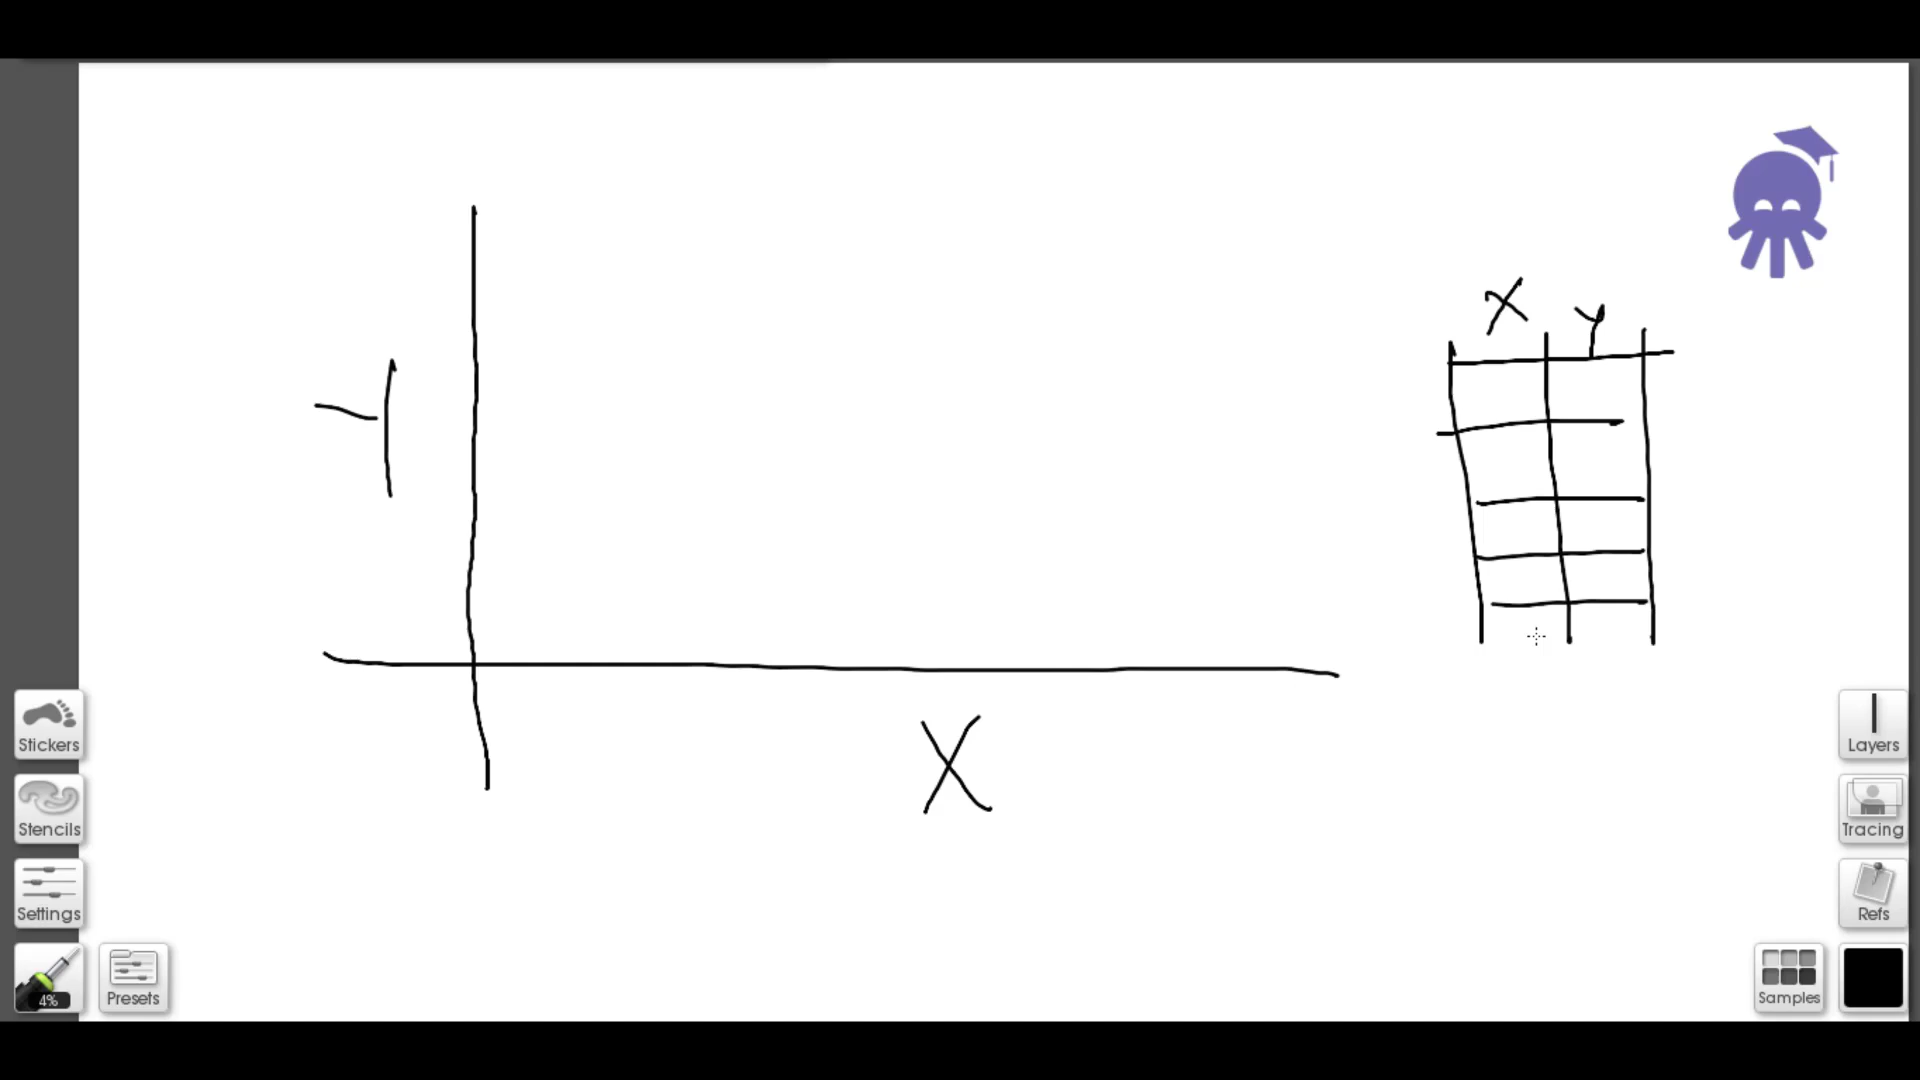 X Y
Y
X
Stickers
Layers
Stencils
Tracing
Settings
Refs
4%
Presets
Samples